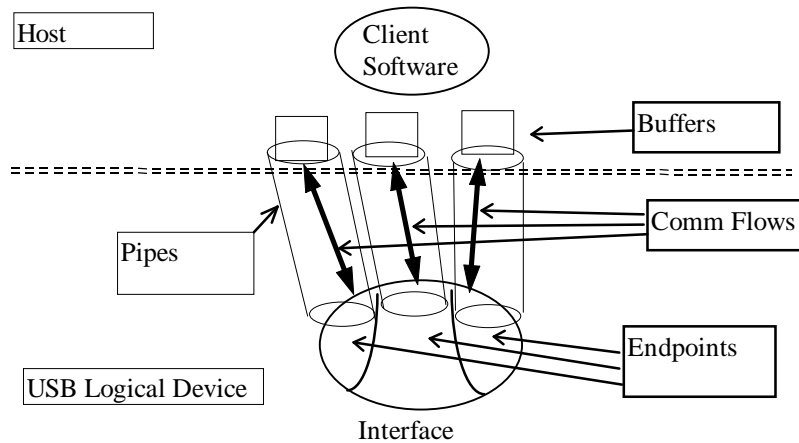 Host
Client
Software
Buffers
Comm Flows
Pipes
Endpoints
USB Logical Device
Interface